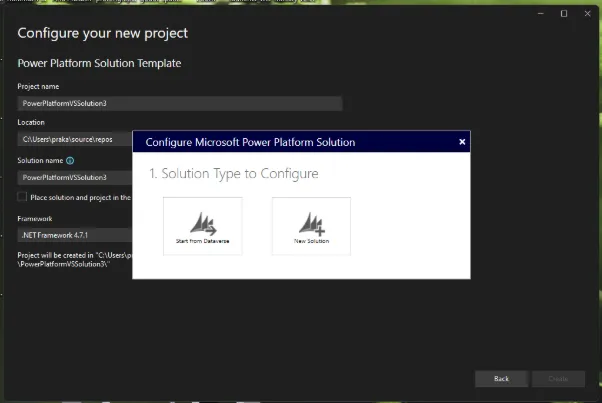 Configure your new project
Power Platform Solution Template
Project name
PowerPlatformVSSolution3
Location
C:\Users\praka\source\repos
Solution name
PowerPlatformVSSolution3
Place solution and project in the
Framework
.NET Framework 4.7.1
Project will be created in "C:\Users\p
\PowerPlatformVSSolution3\"
Configure Microsoft Power Platform Solution
1. Solution Type to Configure
Start from Dataverse
New Solution
Back
Create